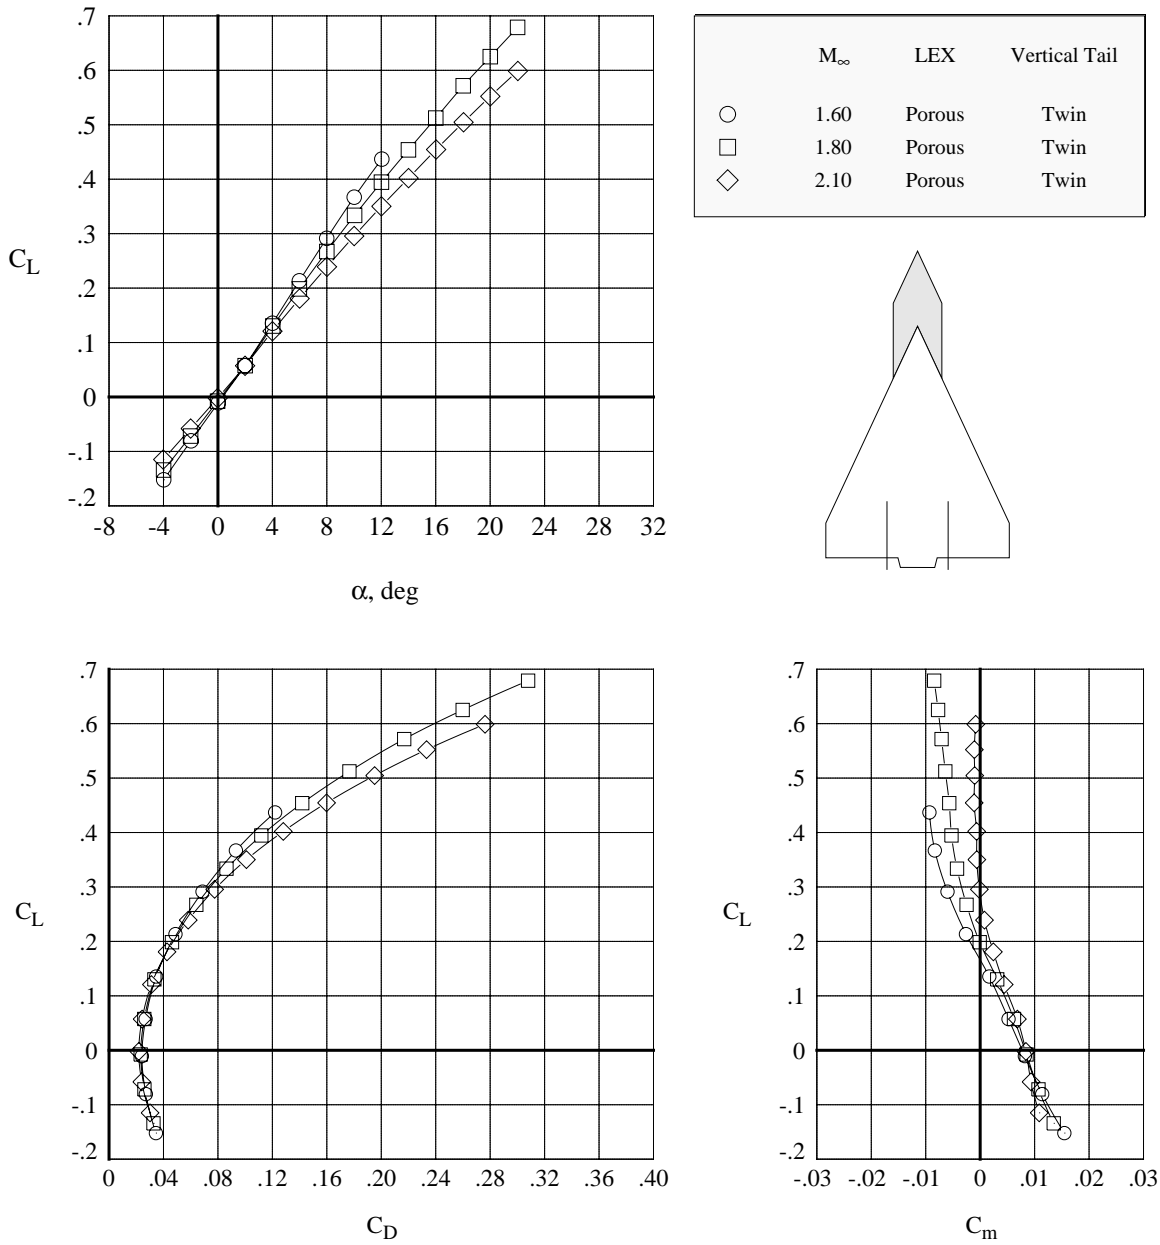 .7
.6
.5
.4
.3
.2
.1
0
-.1
-.2
C_L
-8 -4 0 4 8 12 16 20 24 28 32
α, deg
M∞ LEX Vertical Tail
1.60 Porous Twin
1.80 Porous Twin
2.10 Porous Twin
.7
.6
.5
.4
.3
.2
.1
0
-.1
-.2
C_L
0 .04 .08 .12 .16 .20 .24 .28 .32 .36 .40
C_D
.7
.6
.5
.4
.3
.2
.1
0
-.1
-.2
C_L
-.03 -.02 -.01 0 .01 .02 .03
C_m